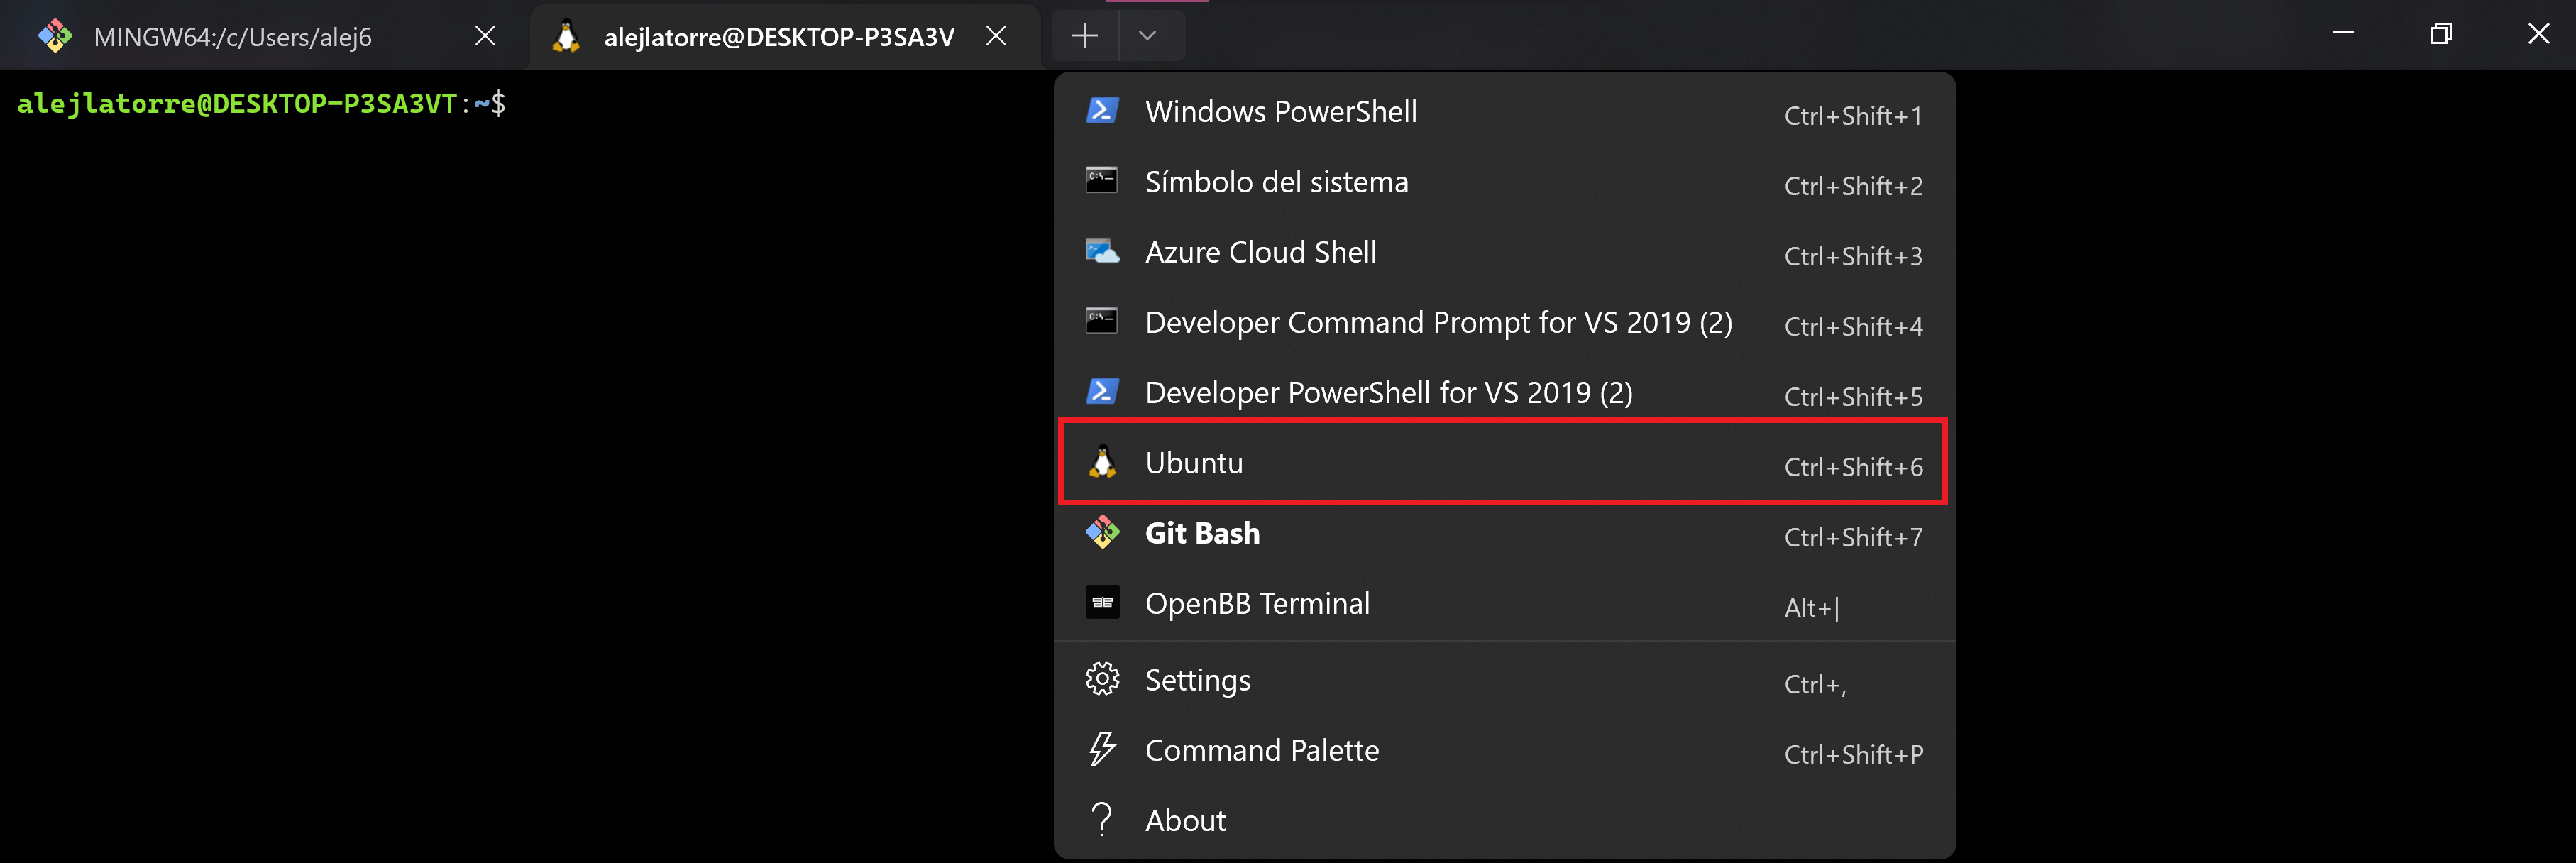 MINGW64:/c/Users/alej6
alejlatorre@DESKTOP-P3SA3V
alejlatorre@DESKTOP-P3SA3VT:~$
Windows PowerShell Ctrl+Shift+1
Símbolo del sistema Ctrl+Shift+2
Azure Cloud Shell Ctrl+Shift+3
Developer Command Prompt for VS 2019 (2) Ctrl+Shift+4
Developer PowerShell for VS 2019 (2) Ctrl+Shift+5
Ubuntu Ctrl+Shift+6
Git Bash Ctrl+Shift+7
OpenBB Terminal Alt+|
Settings Ctrl+,
Command Palette Ctrl+Shift+P
About